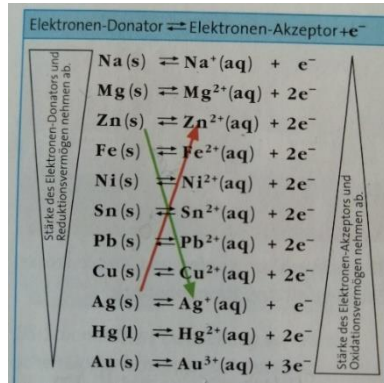 Elektronen-Donator ⇌ Elektronen-Akzeptor+e⁻
Stärke des Elektronen-Donators und
Reduktionsvermögen nehmen ab.
Na(s) ⇌ Na⁺(aq) + e⁻
Mg(s) ⇌ Mg²⁺(aq) + 2e⁻
Zn(s) ⇌ Zn²⁺(aq) + 2e⁻
Fe(s) ⇌ Fe²⁺(aq) + 2e⁻
Ni(s) ⇌ Ni²⁺(aq) + 2e⁻
Sn(s) ⇌ Sn²⁺(aq) + 2e⁻
Pb(s) ⇌ Pb²⁺(aq) + 2e⁻
Cu(s) ⇌ Cu²⁺(aq) + 2e⁻
Ag(s) ⇌ Ag⁺(aq) + e⁻
Hg(l) ⇌ Hg²⁺(aq) + 2e⁻
Au(s) ⇌ Au³⁺(aq) + 3e⁻
Stärke des Elektronen-Akzeptors und
Oxidationsvermögen nehmen ab.